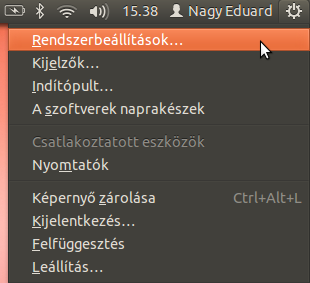 15.38 Nagy Eduard
Rendszerbeállítások…
Kijelzők…
Indítópult…
A szoftverek naprakészek
Csatlakoztatott eszközök
Nyomtatók
Képernyő zárolása Ctrl+Alt+L
Kijelentkezés…
Felfüggesztés
Leállítás…